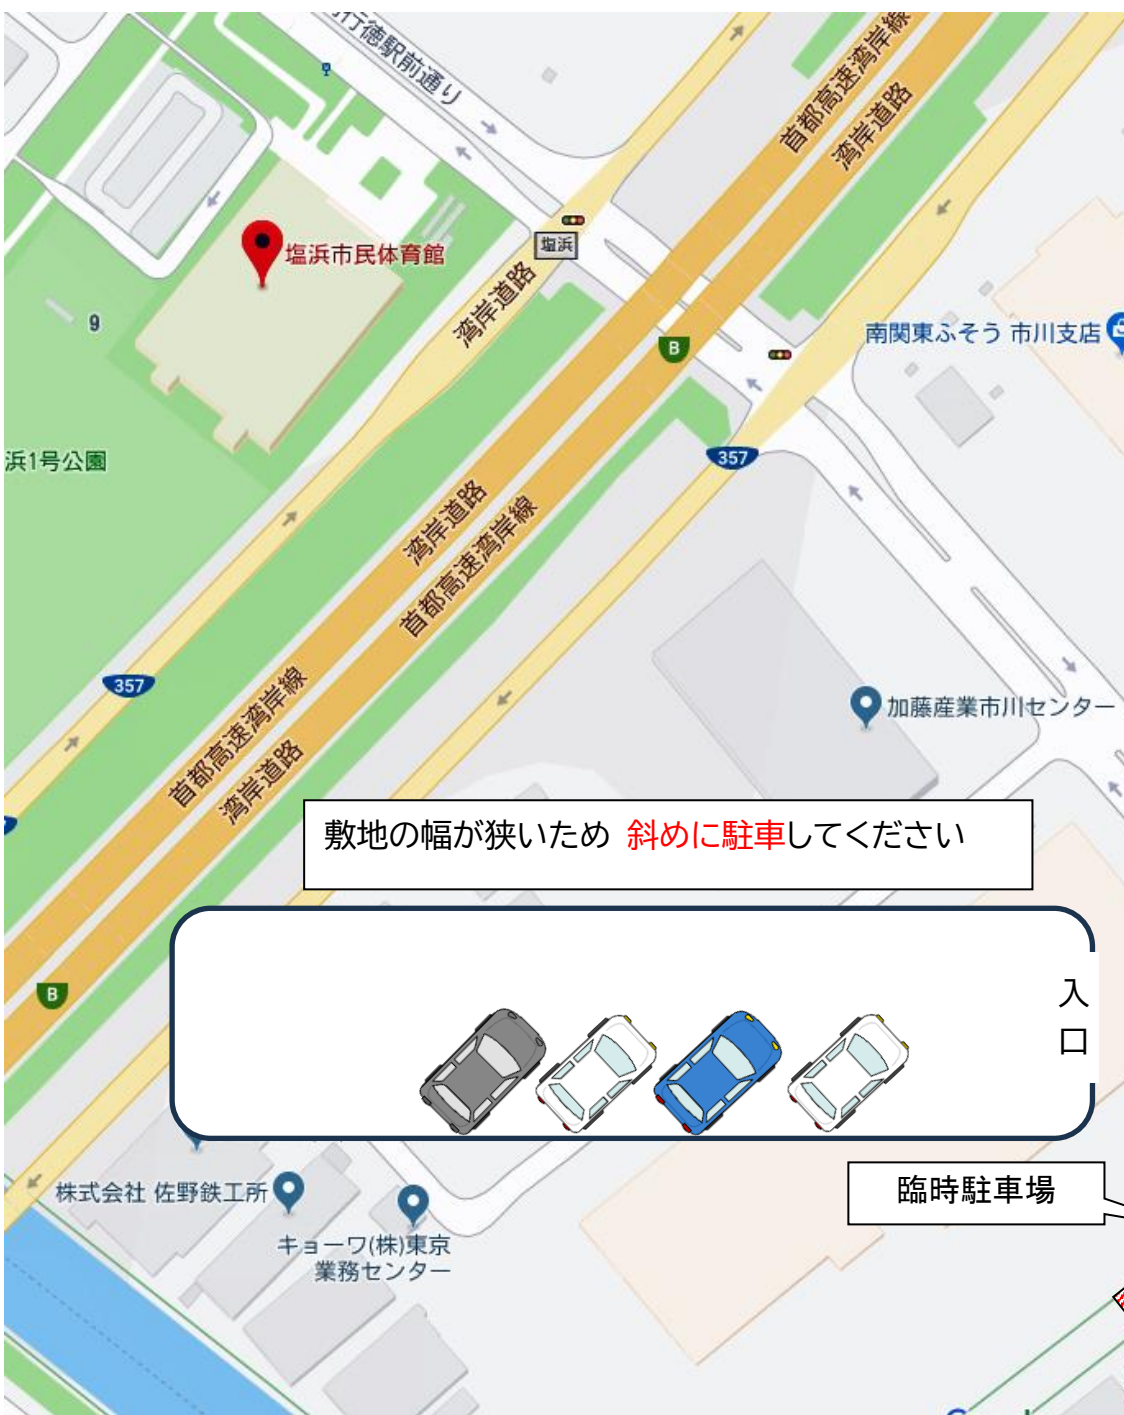 行徳駅前通り
首都高速湾岸線
湾岸道路
塩浜
塩浜市民体育館
湾岸道路
9
南関東ふそう 市川支店
B
浜1号公園
357
湾岸道路
首都高速湾岸線
357
首都高速湾岸線
湾岸道路
加藤産業市川センター
敷地の幅が狭いため 斜めに駐車してください
B
入
口
臨時駐車場
株式会社 佐野鉄工所
キョーワ(株)東京
業務センター